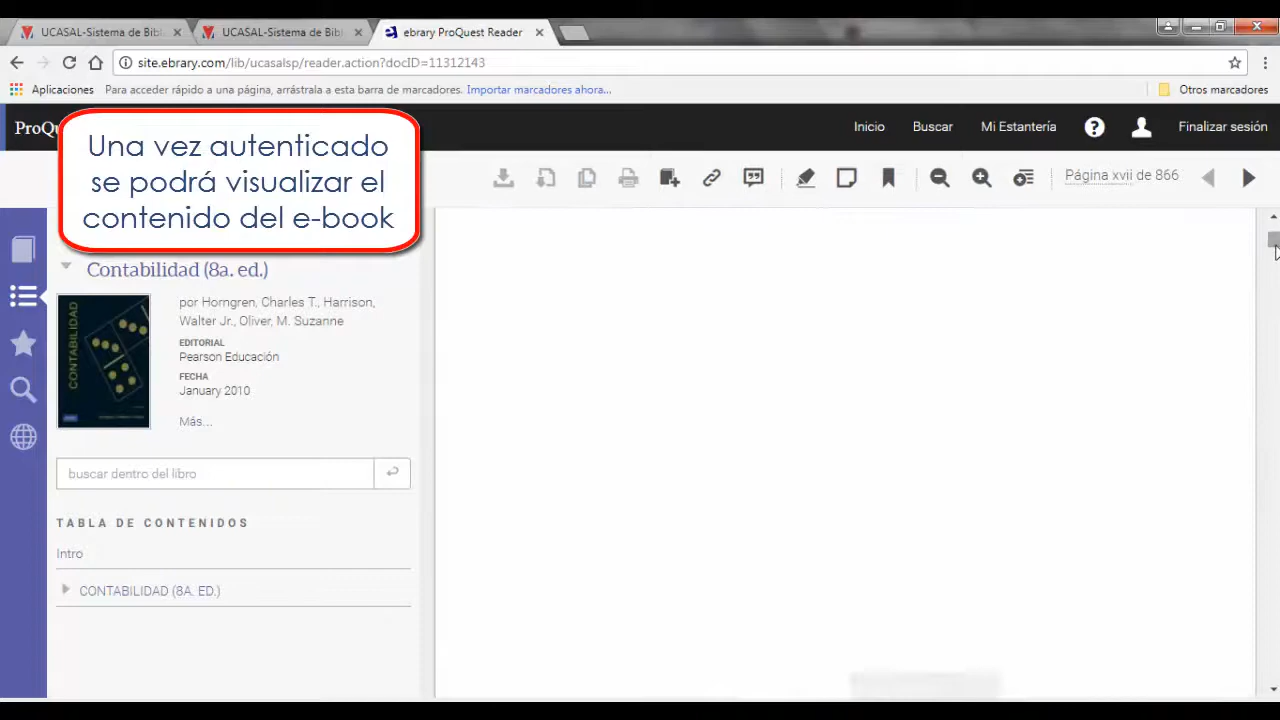 UCASAL-Sistema de Bibl
UCASAL-Sistema de Bibl
ebrary ProQuest Reader
site.ebrary.com/lib/ucasalsp/reader.action?docID=11312143
Aplicaciones
Para acceder rápido a una página, arrástrala a esta barra de marcadores.
Importar marcadores ahora...
Otros marcadores
ProQu
Inicio
Buscar
Mi Estantería
Finalizar sesión
Una vez autenticado
se podrá visualizar el
contenido del e-book
Página xvii de 866
Contabilidad (8a. ed.)
CONTABILIDAD
por Horngren, Charles T., Harrison,
Walter Jr., Oliver, M. Suzanne
EDITORIAL
Pearson Educación
FECHA
January 2010
Más...
buscar dentro del libro
TABLA DE CONTENIDOS
Intro
CONTABILIDAD (8A. ED.)